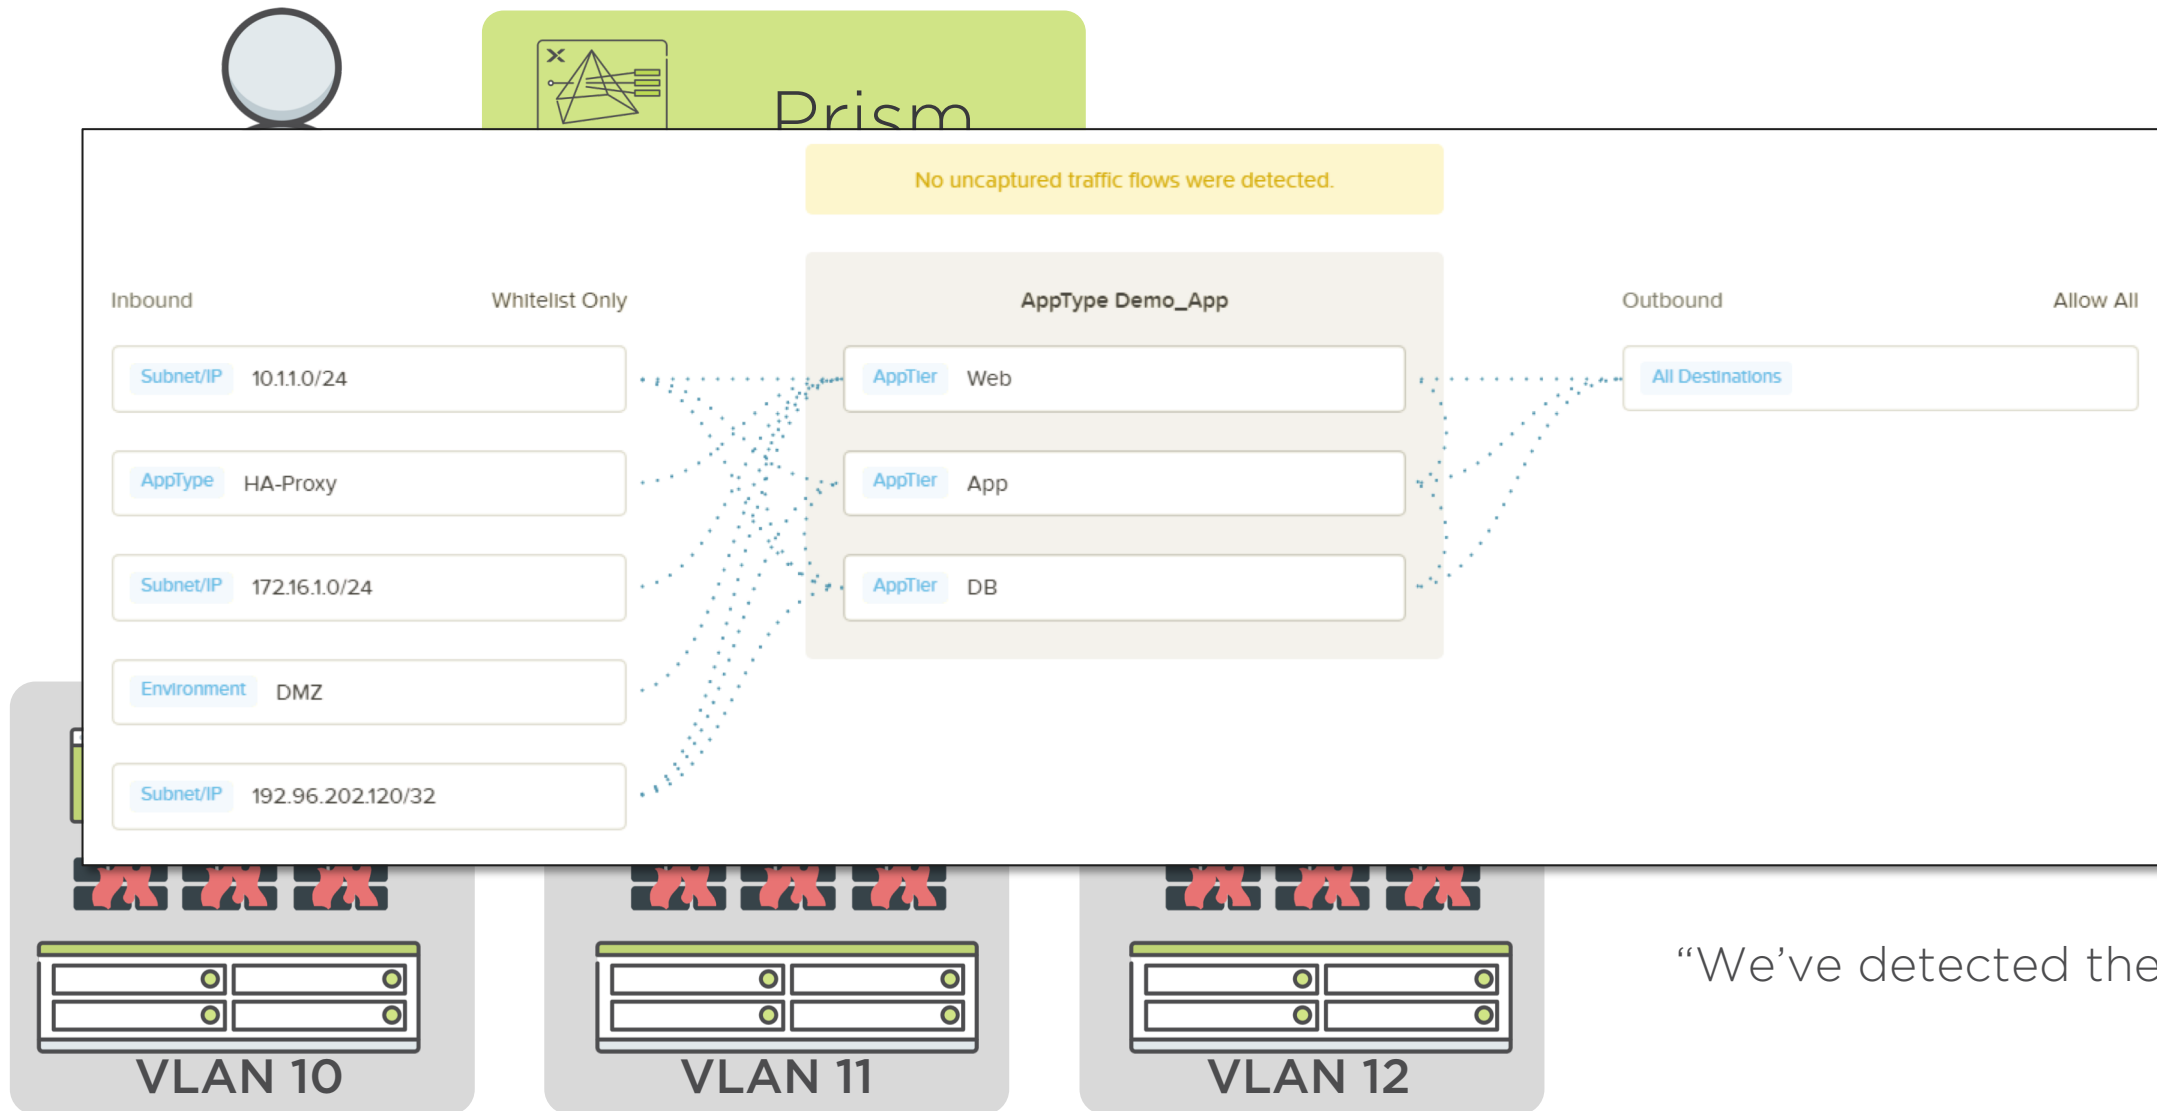 Prism
No uncaptured traffic flows were detected.
Inbound Whitelist Only
AppType Demo_App
Outbound Allow All
Subnet/IP 10.1.1.0/24
AppTier Web
All Destinations
AppType HA-Proxy
AppTier App
Subnet/IP 172.16.1.0/24
AppTier DB
Environment DMZ
Subnet/IP 192.96.202.120/32
“We’ve detected the
VLAN 10
VLAN 11
VLAN 12